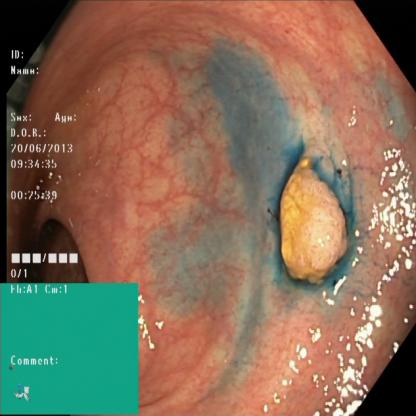 ID:
Name:
Sex: Age:
D.O.B.:
20/06/2013
09:34:35
00:25:39
■■■/■■■
0/1
Eh:A1 Cm:1
Comment: